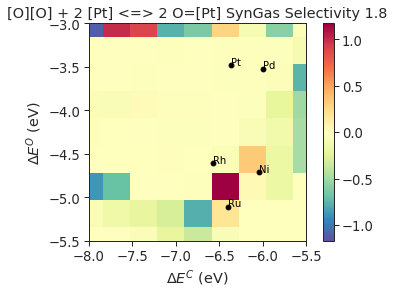 [O][O] + 2 [Pt] <=> 2 O=[Pt] SynGas Selectivity 1.8
ΔE^O (eV)
−3.0
−3.5
−4.0
−4.5
−5.0
−5.5
Pt
Pd
Rh
Ni
Ru
−8.0 −7.5 −7.0 −6.5 −6.0 −5.5
ΔE^C (eV)
1.0
0.5
0.0
−0.5
−1.0